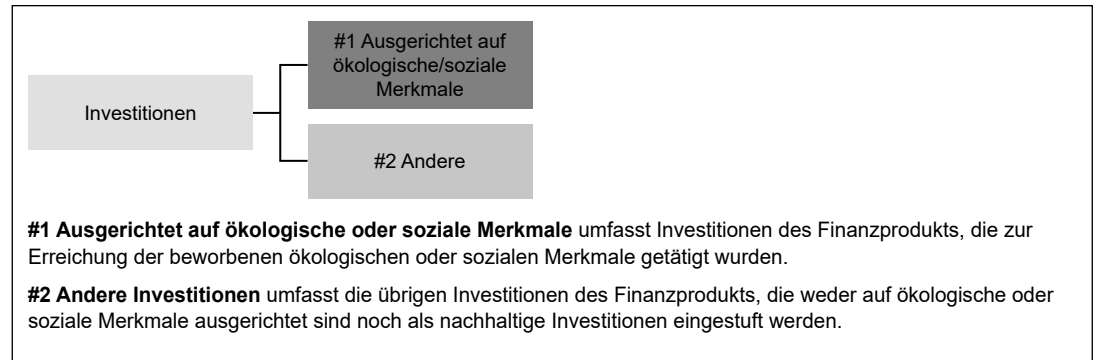 #1 Ausgerichtet auf
ökologische/soziale
Merkmale
Investitionen
#2 Andere
#1 Ausgerichtet auf ökologische oder soziale Merkmale umfasst Investitionen des Finanzprodukts, die zur
Erreichung der beworbenen ökologischen oder sozialen Merkmale getätigt wurden.
#2 Andere Investitionen umfasst die übrigen Investitionen des Finanzprodukts, die weder auf ökologische oder
soziale Merkmale ausgerichtet sind noch als nachhaltige Investitionen eingestuft werden.